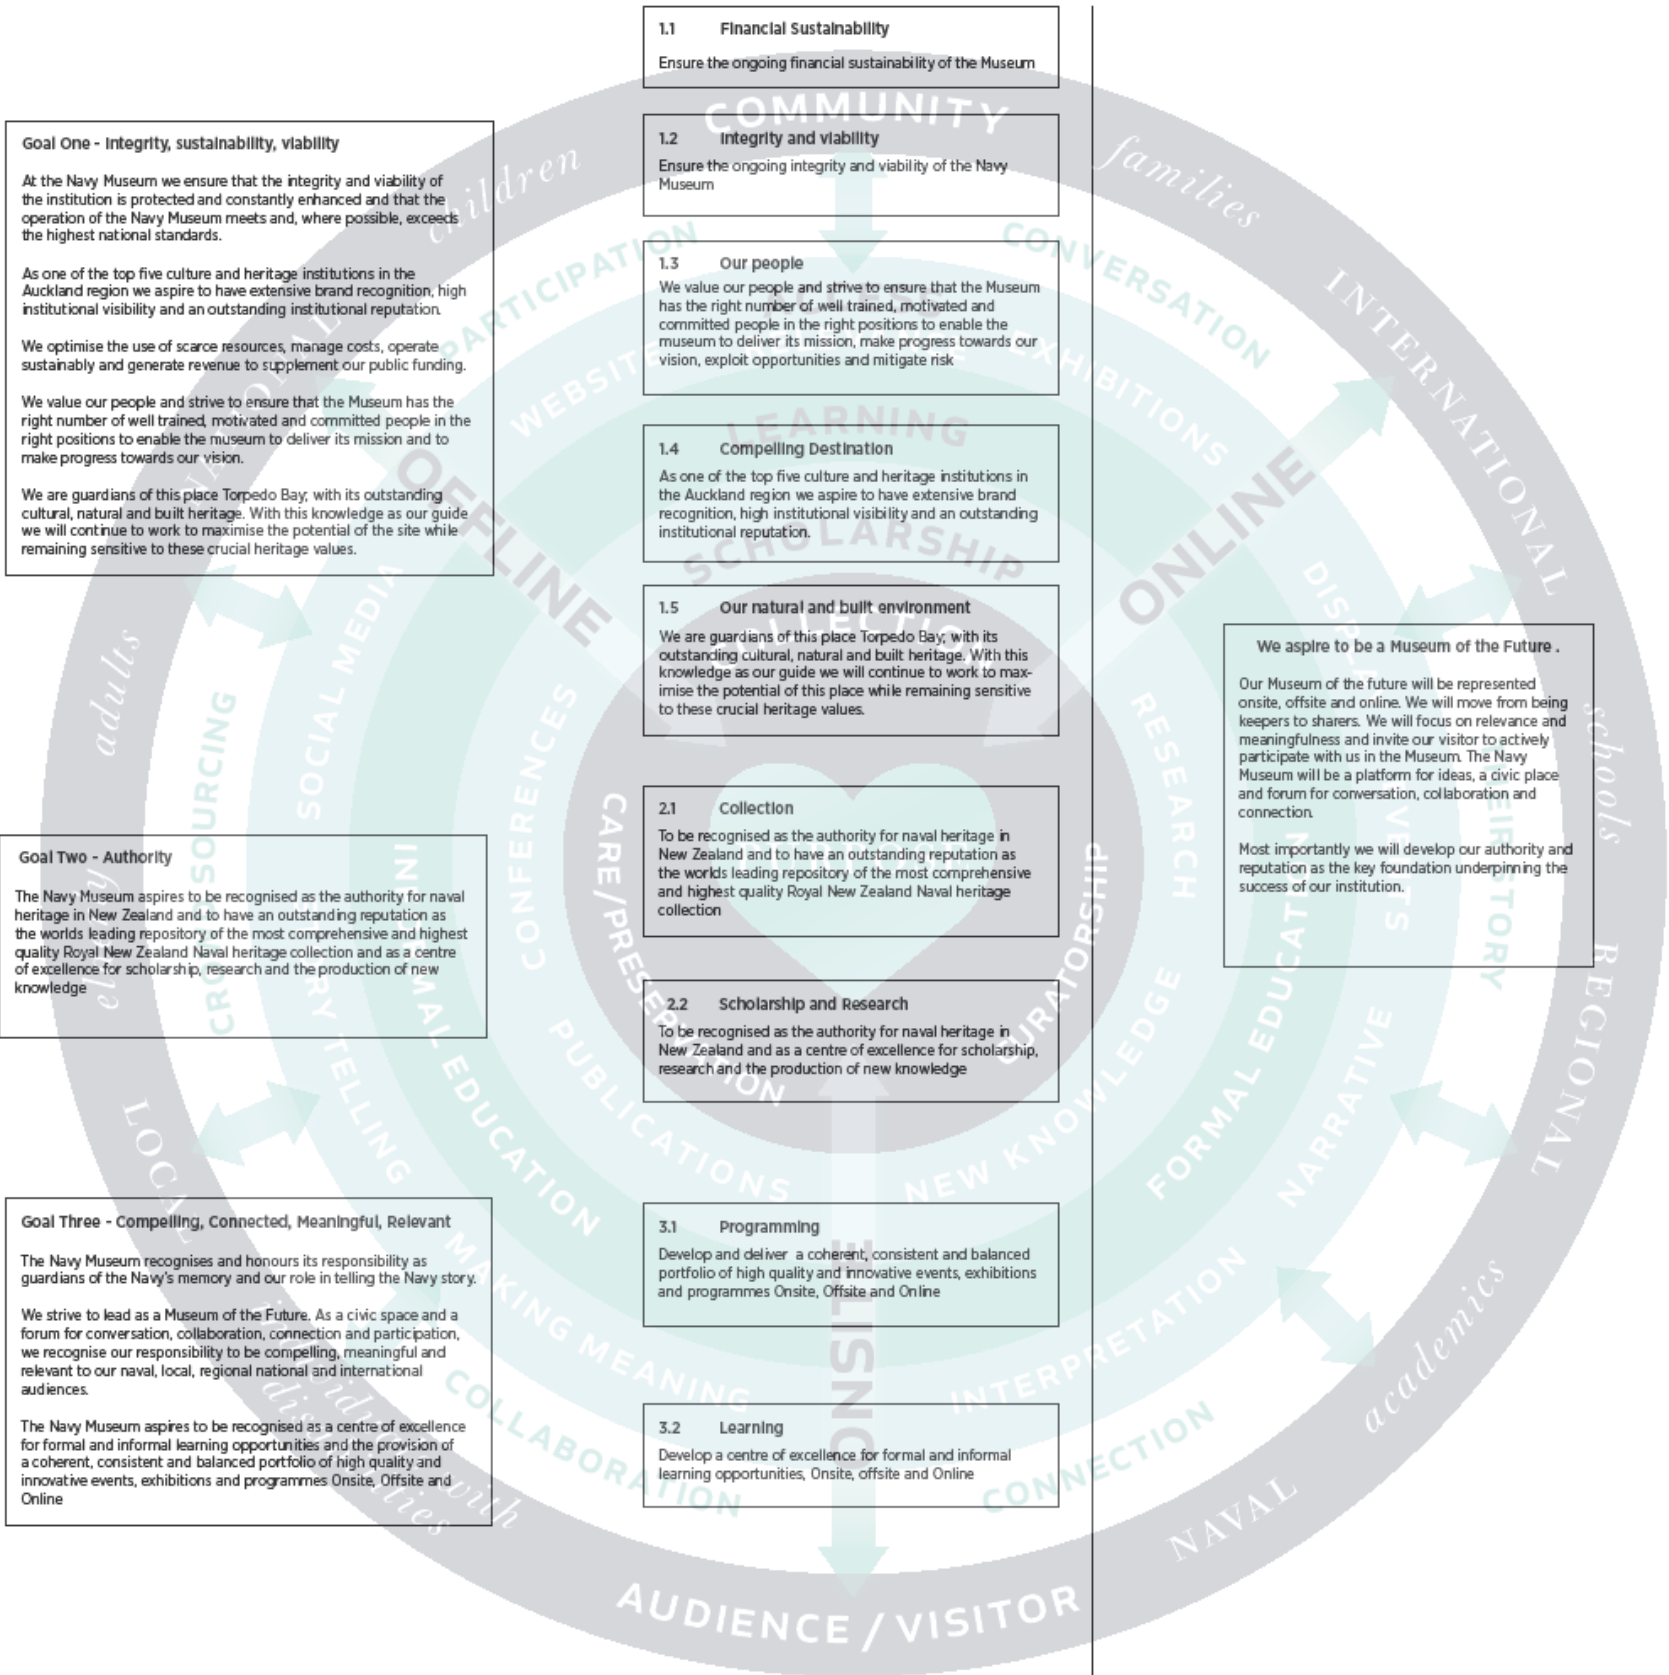 Goal One - Integrity, sustainability, viability
At the Navy Museum we ensure that the integrity and viability of
the institution is protected and constantly enhanced and that the
operation of the Navy Museum meets and, where possible, exceeds
the highest national standards.
As one of the top five culture and heritage institutions in the
Auckland region we aspire to have extensive brand recognition, high
institutional visibility and an outstanding institutional reputation.
We optimise the use of scarce resources, manage costs, operate
sustainably and generate revenue to supplement our public funding.
We value our people and strive to ensure that the Museum has the
right number of well trained, motivated and committed people in the
right positions to enable the museum to deliver its mission and to
make progress towards our vision.
We are guardians of this place Torpedo Bay; with its outstanding
cultural, natural and built heritage. With this knowledge as our guide
we will continue to work to maximise the potential of the site while
remaining sensitive to these crucial heritage values.
Goal Two - Authority
The Navy Museum aspires to be recognised as the authority for naval
heritage in New Zealand and to have an outstanding reputation as
the worlds leading repository of the most comprehensive and highest
quality Royal New Zealand Naval heritage collection and as a centre
of excellence for scholarship, research and the production of new
knowledge
Goal Three - Compelling, Connected, Meaningful, Relevant
The Navy Museum recognises and honours its responsibility as
guardians of the Navy's memory and our role in telling the Navy story.
We strive to lead as a Museum of the Future. As a civic space and a
forum for conversation, collaboration, connection and participation,
we recognise our responsibility to be compelling, meaningful and
relevant to our naval, local, regional national and international
audiences.
The Navy Museum aspires to be recognised as a centre of excellence
for formal and informal learning opportunities and the provision of
a coherent, consistent and balanced portfolio of high quality and
innovative events, exhibitions and programmes Onsite, Offsite and
Online
1.1 Financial Sustainability
Ensure the ongoing financial sustainability of the Museum
1.2 Integrity and viability
Ensure the ongoing integrity and viability of the Navy
Museum
1.3 Our people
We value our people and strive to ensure that the Museum
has the right number of well trained, motivated and
committed people in the right positions to enable the
museum to deliver its mission, make progress towards our
vision, exploit opportunities and mitigate risk
1.4 Compelling Destination
As one of the top five culture and heritage institutions in
the Auckland region we aspire to have extensive brand
recognition, high institutional visibility and an outstanding
institutional reputation.
1.5 Our natural and built environment
We are guardians of this place Torpedo Bay; with its
outstanding cultural, natural and built heritage. With this
knowledge as our guide we will continue to work to max-
imise the potential of this place while remaining sensitive
to these crucial heritage values.
2.1 Collection
To be recognised as the authority for naval heritage in
New Zealand and to have an outstanding reputation as
the worlds leading repository of the most comprehensive
and highest quality Royal New Zealand Naval heritage
collection
2.2 Scholarship and Research
To be recognised as the authority for naval heritage in
New Zealand and as a centre of excellence for scholarship,
research and the production of new knowledge
3.1 Programming
Develop and deliver a coherent, consistent and balanced
portfolio of high quality and innovative events, exhibitions
and programmes Onsite, Offsite and Online
3.2 Learning
Develop a centre of excellence for formal and informal
learning opportunities, Onsite, offsite and Online
We aspire to be a Museum of the Future .
Our Museum of the future will be represented
onsite, offsite and online. We will move from being
keepers to sharers. We will focus on relevance and
meaningfulness and invite our visitor to actively
participate with us in the Museum. The Navy
Museum will be a platform for ideas, a civic place
and forum for conversation, collaboration and
connection.
Most importantly we will develop our authority and
reputation as the key foundation underpinning the
success of our institution.
COMMUNITY
families
INTERNATIONAL
schools
REGIONAL
academics
NAVAL
AUDIENCE / VISITOR
LOCAL
adults
children
PARTICIPATION
CONVERSATION
CONNECTION
COLLABORATION
SOURCING
WEBSITE
EXHIBITIONS
NARRATIVE
INTERPRETATION
MAKING MEANING
TELLING
SOCIAL MEDIA
ACCESS
LEARNING
FORMAL EDUCATION
EDUCATION
SCHOLARSHIP
RESEARCH
NEW KNOWLEDGE
PUBLICATIONS
CONFERENCES
COLLECTION
CARE/PRESERVATION
CURATORSHIP
PURPOSE
OFFLINE
ONLINE
ONSITE